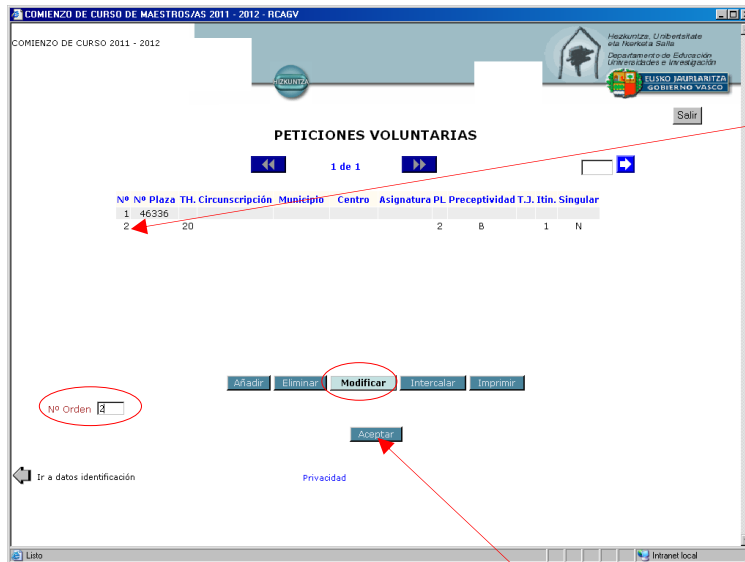 COMIENZO DE CURSO DE MAESTROS/AS 2011 - 2012 - RCAGV
COMIENZO DE CURSO 2011 - 2012
Hezkuntza, Unibertsitate
eta Ikerketa Saila
Departamento de Educación
Universidades e Investigación
HIZKUNTZA
EUSKO JAURLARITZA
GOBIERNO VASCO
Salir
PETICIONES VOLUNTARIAS
1 de 1
Nº Nº Plaza TH. Circunscripción Municipio Centro Asignatura PL Preceptividad T.J. Itin. Singular
1 46336
2 20 2 B 1 N
Añadir Eliminar Modificar Intercalar Imprimir
Nº Orden 2
Aceptar
Ir a datos identificación Privacidad
Listo Intranet local